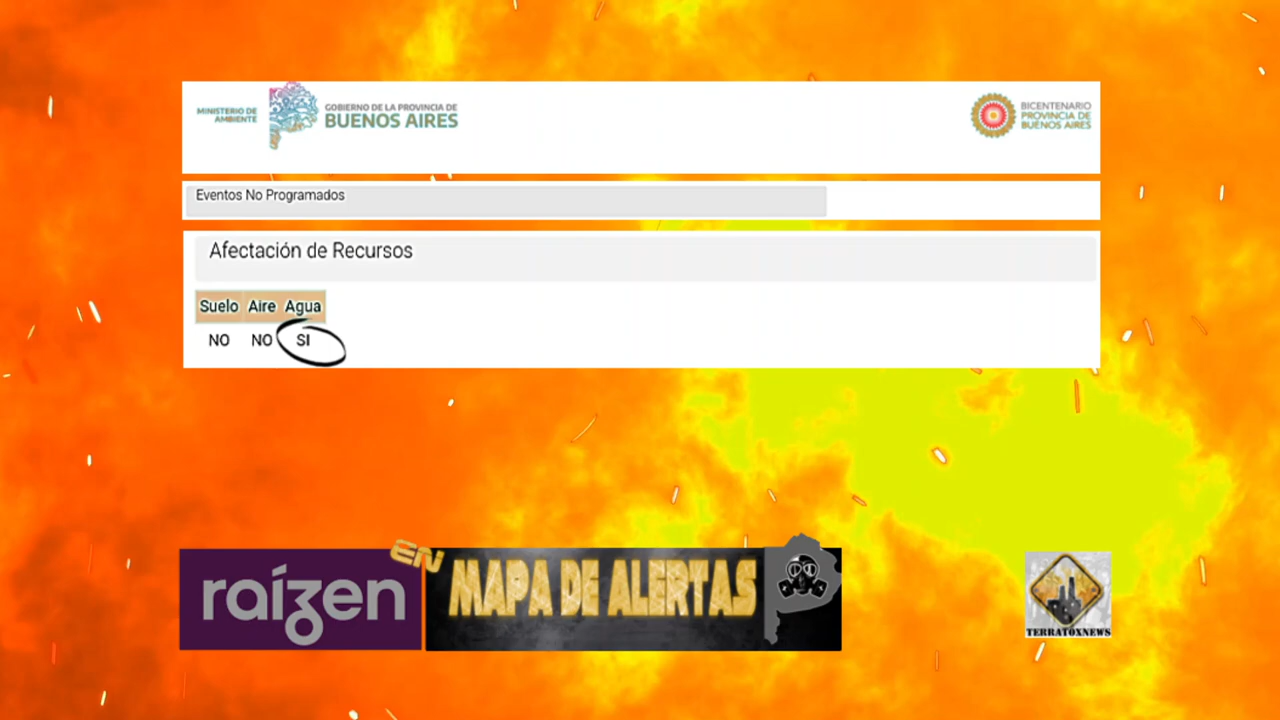 MINISTERIO DE
AMBIENTE
GOBIERNO DE LA PROVINCIA DE
BUENOS AIRES
BICENTENARIO
PROVINCIA DE
BUENOS AIRES
Eventos No Programados
Afectación de Recursos
Suelo Aire Agua
NO NO SI
raízen
EN
MAPA DE ALERTAS
TERRATOXNEWS